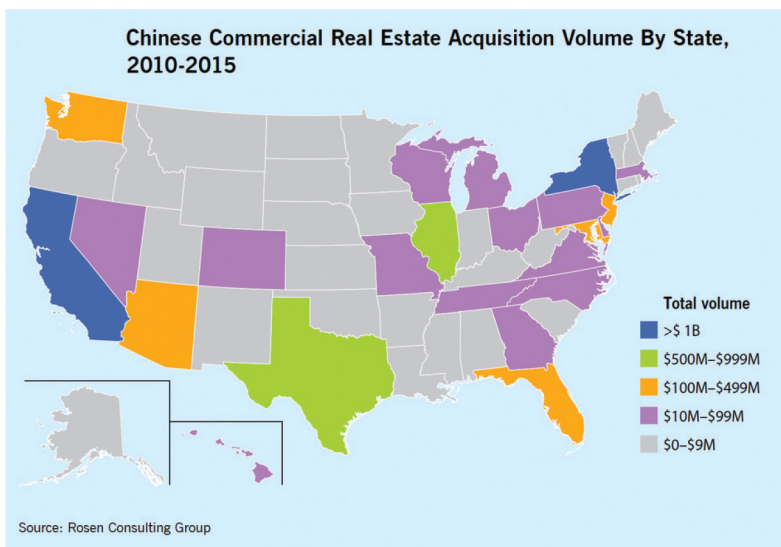 Chinese Commercial Real Estate Acquisition Volume By State,
2010-2015
Total volume
>$ 1B
$500M–$999M
$100M–$499M
$10M–$99M
$0–$9M
Source: Rosen Consulting Group